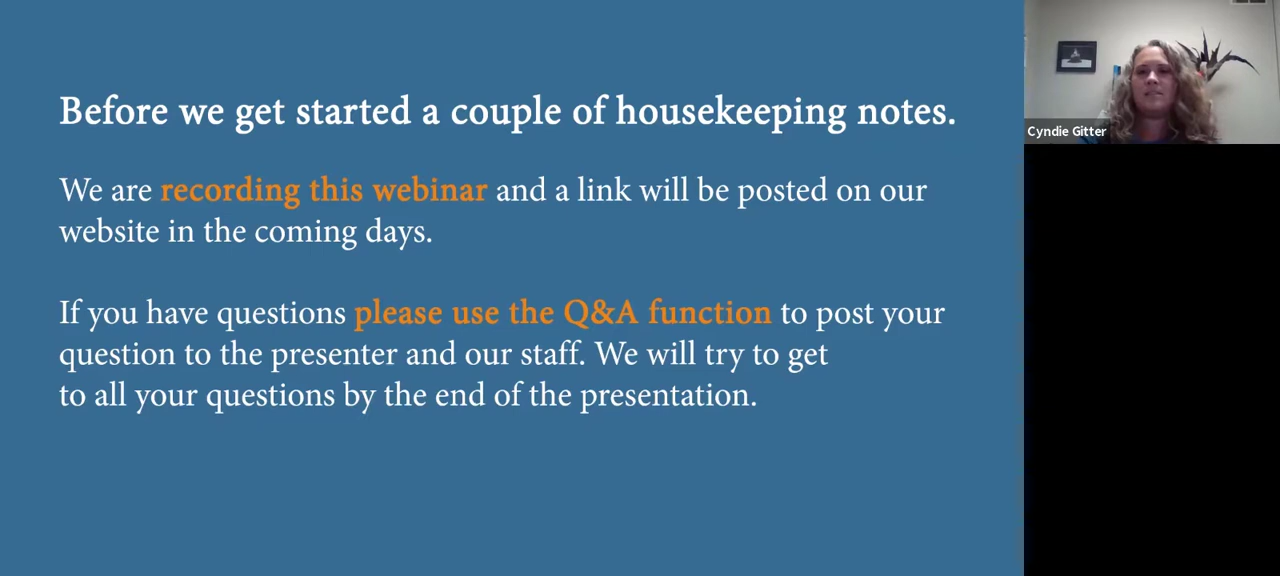 Before we get started a couple of housekeeping notes.
We are recording this webinar and a link will be posted on our
website in the coming days.
If you have questions please use the Q&A function to post your
question to the presenter and our staff. We will try to get
to all your questions by the end of the presentation.
Cyndie Gitter